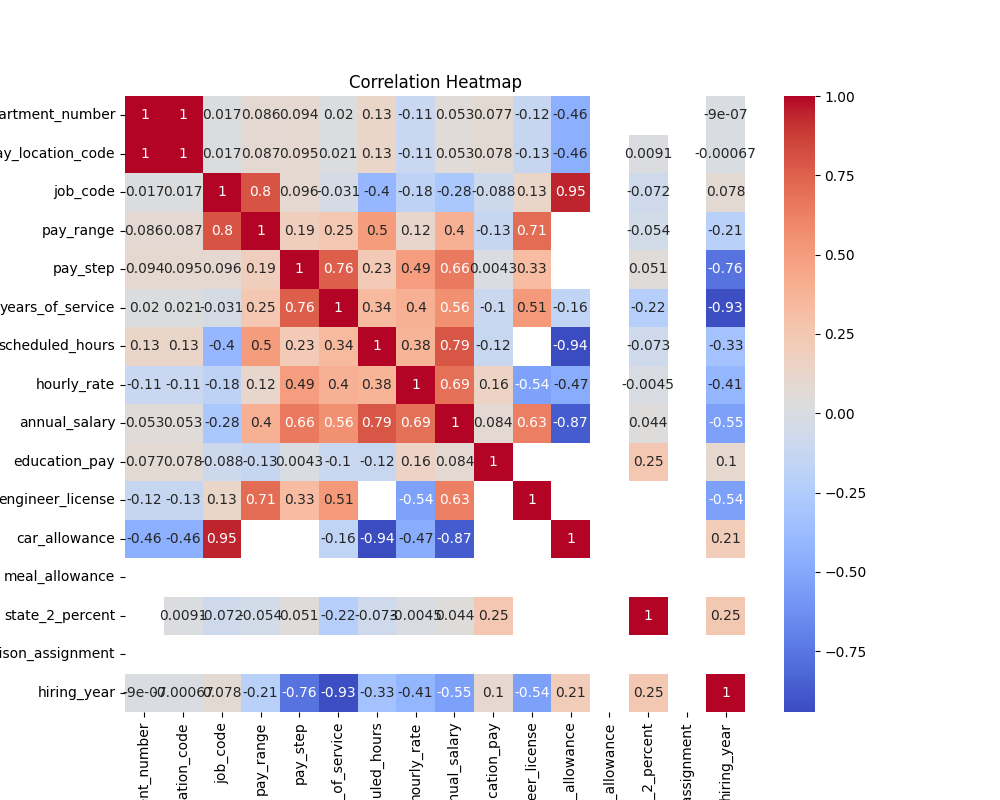 Correlation Heatmap
artment_number 1 1 0.017 0.086 0.094 0.02 0.13 -0.11 0.053 0.077 -0.12 -0.46 -9e-07 1.00
ay_location_code 1 1 0.017 0.087 0.095 0.021 0.13 -0.11 0.053 0.078 -0.13 -0.46 0.0091 -0.00067
job_code -0.017 0.017 1 0.8 0.096 -0.031 -0.4 -0.18 -0.28 -0.088 0.13 0.95 -0.072 0.078 0.75
pay_range -0.086 0.087 0.8 1 0.19 0.25 0.5 0.12 0.4 -0.13 0.71 -0.054 -0.21
pay_step -0.094 0.095 0.096 0.19 1 0.76 0.23 0.49 0.66 0.0043 0.33 0.051 -0.76 0.50
years_of_service 0.02 0.021 -0.031 0.25 0.76 1 0.34 0.4 0.56 -0.1 0.51 -0.16 -0.22 -0.93
scheduled_hours 0.13 0.13 -0.4 0.5 0.23 0.34 1 0.38 0.79 -0.12 -0.94 -0.073 -0.33 0.25
hourly_rate -0.11 -0.11 -0.18 0.12 0.49 0.4 0.38 1 0.69 0.16 -0.54 -0.47 -0.0045 -0.41
annual_salary 0.053 0.053 -0.28 0.4 0.66 0.56 0.79 0.69 1 0.084 0.63 -0.87 0.044 -0.55 0.00
education_pay -0.077 0.078 -0.088 -0.13 0.0043 -0.1 -0.12 0.16 0.084 1 0.25 0.1
engineer_license -0.12 -0.13 0.13 0.71 0.33 0.51 -0.54 0.63 1 -0.54 −0.25
car_allowance -0.46 -0.46 0.95 -0.16 -0.94 -0.47 -0.87 1 0.21
meal_allowance −0.50
state_2_percent 0.0091 -0.072 -0.054 0.051 -0.22 -0.073 -0.0045 0.044 0.25 1 0.25
ison_assignment −0.75
hiring_year -9e-07 -0.00067 0.078 -0.21 -0.76 -0.93 -0.33 -0.41 -0.55 0.1 -0.54 0.21 0.25 1
nt_number
ation_code
job_code
pay_range
pay_step
_of_service
uled_hours
hourly_rate
nual_salary
cation_pay
eer_license
_allowance
_allowance
_2_percent
assignment
hiring_year